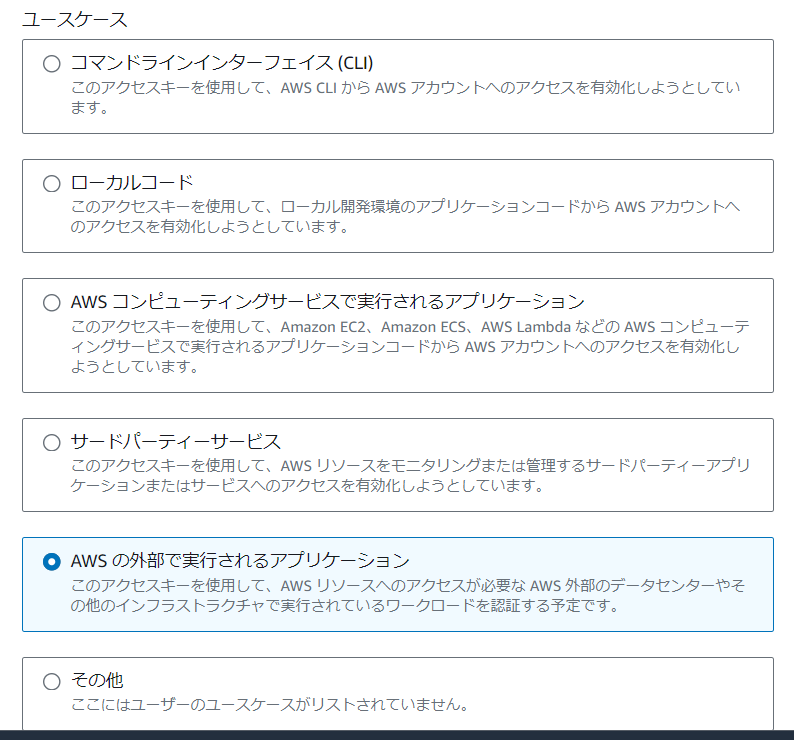 ユースケース
コマンドラインインターフェイス (CLI)
このアクセスキーを使用して、AWS CLI から AWS アカウントへのアクセスを有効化しようとしてい
ます。
ローカルコード
このアクセスキーを使用して、ローカル開発環境のアプリケーションコードから AWS アカウントへ
のアクセスを有効化しようとしています。
AWS コンピューティングサービスで実行されるアプリケーション
このアクセスキーを使用して、Amazon EC2、Amazon ECS、AWS Lambda などの AWS コンピューテ
ィングサービスで実行されるアプリケーションコードから AWS アカウントへのアクセスを有効化し
ようとしています。
サードパーティーサービス
このアクセスキーを使用して、AWS リソースをモニタリングまたは管理するサードパーティーアプリ
ケーションまたはサービスへのアクセスを有効化しようとしています。
AWS の外部で実行されるアプリケーション
このアクセスキーを使用して、AWS リソースへのアクセスが必要な AWS 外部のデータセンターやそ
の他のインフラストラクチャで実行されているワークロードを認証する予定です。
その他
ここにはユーザーのユースケースがリストされていません。